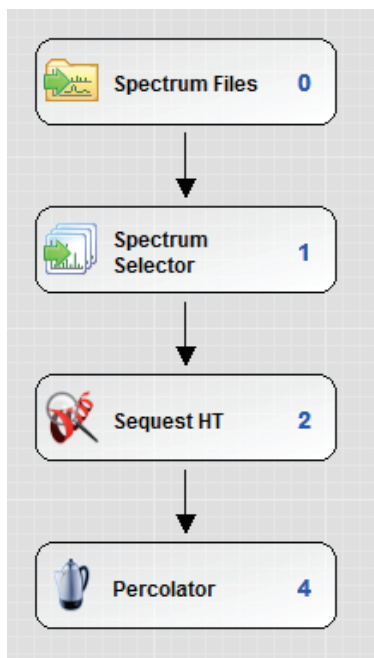 Spectrum Files 0
Spectrum
Selector 1
Sequest HT 2
Percolator 4